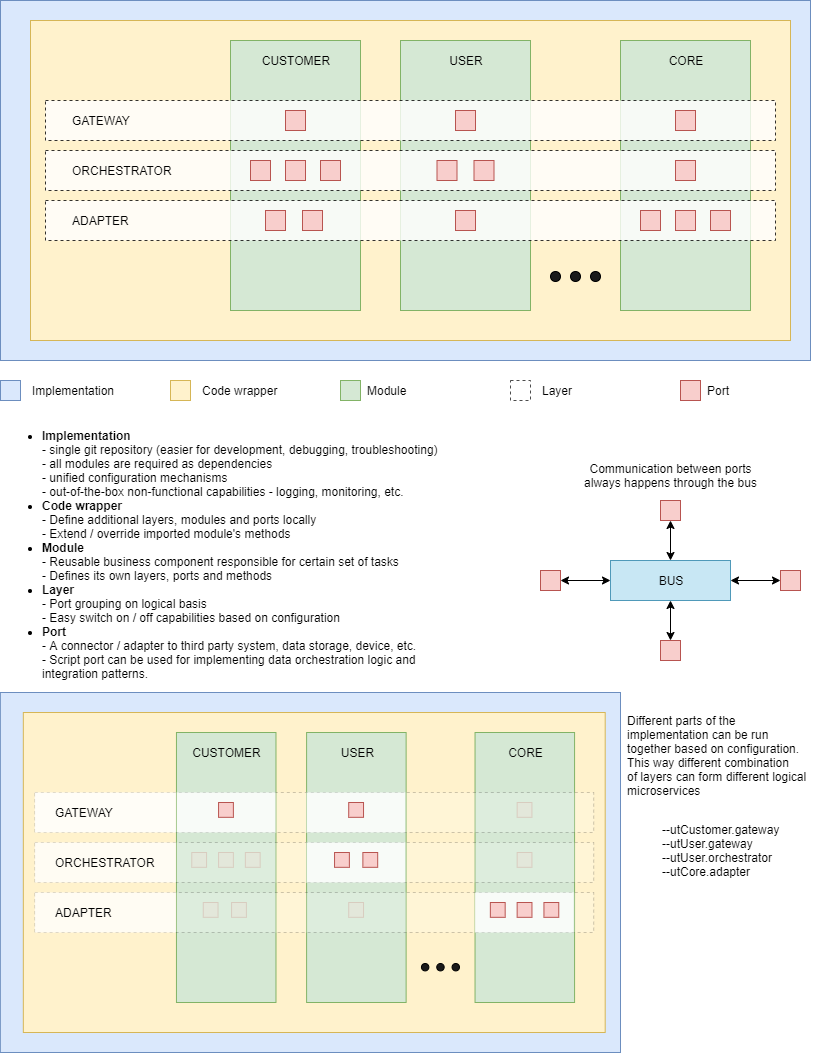 CUSTOMER
USER
CORE
GATEWAY
ORCHESTRATOR
ADAPTER
Implementation
Code wrapper
Module
Layer
Port
• Implementation
- single git repository (easier for development, debugging, troubleshooting)
- all modules are required as dependencies
- unified configuration mechanisms
- out-of-the-box non-functional capabilities - logging, monitoring, etc.
• Code wrapper
- Define additional layers, modules and ports locally
- Extend / override imported module's methods
• Module
- Reusable business component responsible for certain set of tasks
- Defines its own layers, ports and methods
• Layer
- Port grouping on logical basis
- Easy switch on / off capabilities based on configuration
• Port
- A connector / adapter to third party system, data storage, device, etc.
- Script port can be used for implementing data orchestration logic and
integration patterns.
Communication between ports
always happens through the bus
BUS
CUSTOMER
USER
CORE
GATEWAY
ORCHESTRATOR
ADAPTER
Different parts of the
implementation can be run
together based on configuration.
This way different combination
of layers can form different logical
microservices
--utCustomer.gateway
--utUser.gateway
--utUser.orchestrator
--utCore.adapter